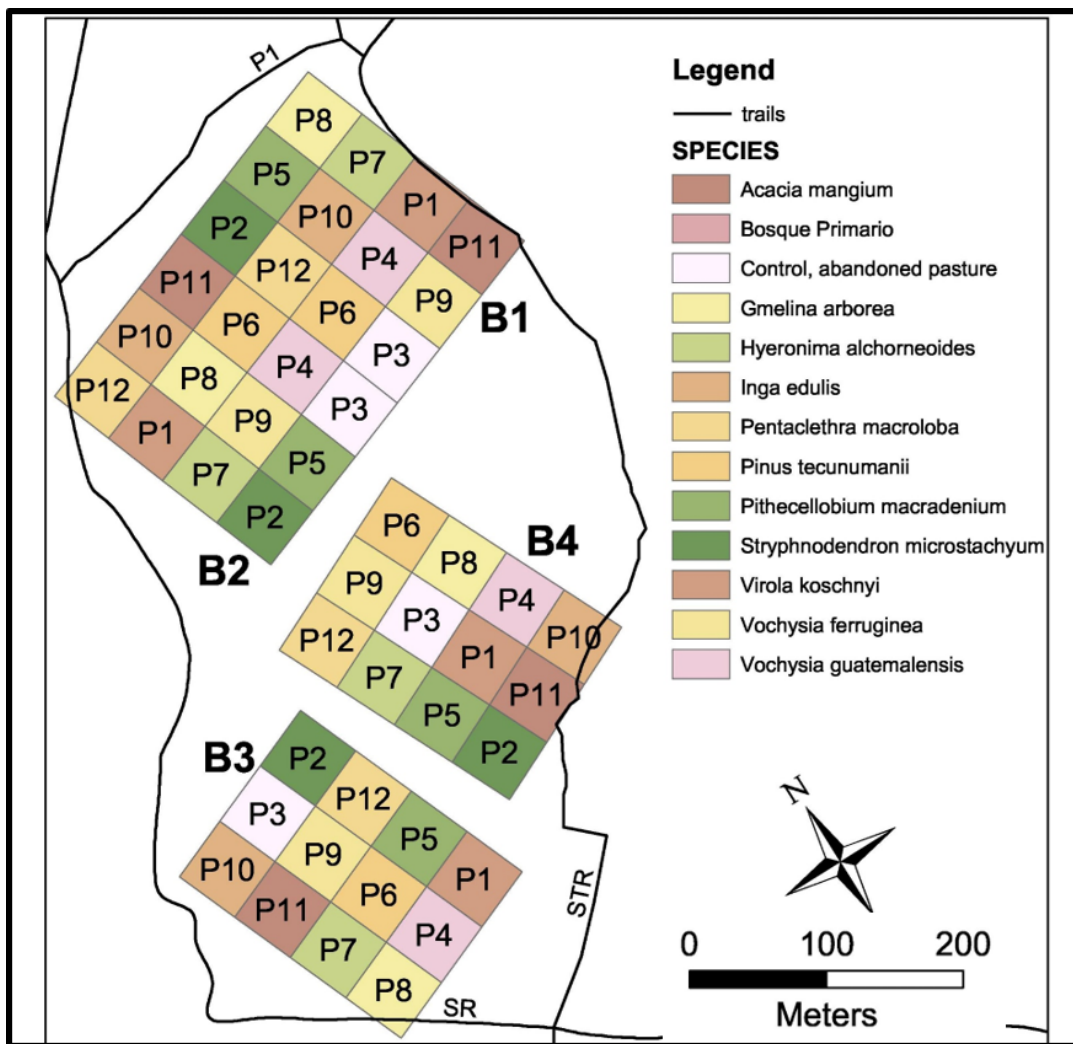 P1
P8
P7
P5
P1
P10
P11
P2
P4
P12
P9
P11
P6
P6
P3
P10
P4
P8
P3
P12
P9
P1
P5
P7
P2
B1
B2
P6
P8
B4
P9
P4
P3
P10
P12
P1
P7
P11
P5
P2
B3
P2
P12
P3
P5
P9
P1
P10
P6
P11
P4
P7
P8
STR
SR
Legend
trails
SPECIES
Acacia mangium
Bosque Primario
Control, abandoned pasture
Gmelina arborea
Hyeronima alchorneoides
Inga edulis
Pentaclethra macroloba
Pinus tecunumanii
Pithecellobium macradenium
Stryphnodendron microstachyum
Virola koschnyi
Vochysia ferruginea
Vochysia guatemalensis
N
0 100 200
Meters